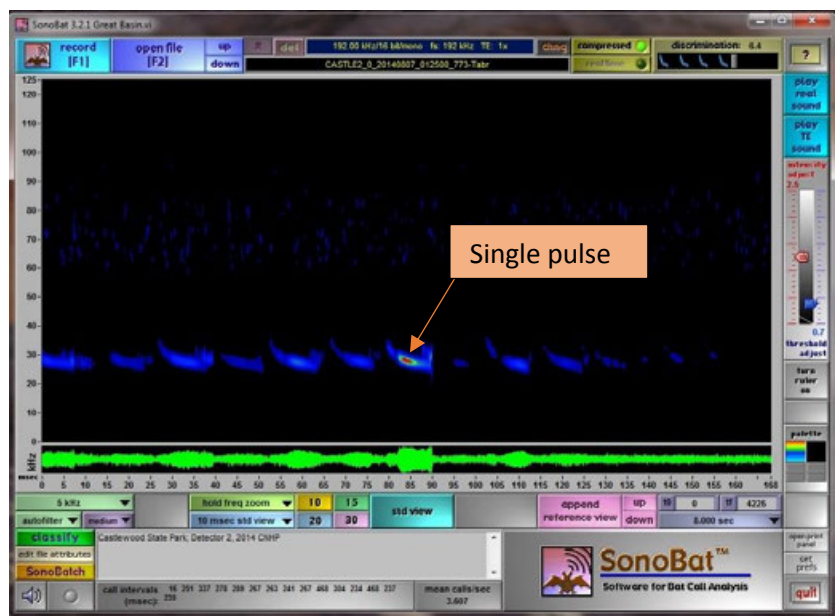 SonoBat 3.2.1 Great Basin.vi
record
[F1]
open file
[F2]
up
down
del
192.00 kHz/16 bit/mono fs: 192 kHz TE: 1x
CASTLE2_0_20140807_012500_773-Tabr
chng
compressed
realtime
discrimination: 6.4
?
play
real
sound
play
TE
sound
intensity
adjust
2.5
0.7
threshold
adjust
turn
ruler
on
palette
125
120
110
100
90
80
70
60
50
40
30
20
10
0
kHz
Single pulse
msec 0 5 10 15 20 25 30 35 40 45 50 55 60 65 70 75 80 85 90 95 100 105 110 115 120 125 130 135 140 145 150 155 160 168
5 kHz
autofilter
medium
hold freq zoom
10 msec std view
10
15
20
30
std view
append
reference view
up
down
0
tf
4226
8.000 sec
classify
edit file attributes
SonoBatch
Castlewood State Park, Detector 2, 2014 CNHP
SonoBat™
Software for Bat Call Analysis
open print
panel
set
prefs
quit
call intervals
(msec):
mean calls/sec
3.607